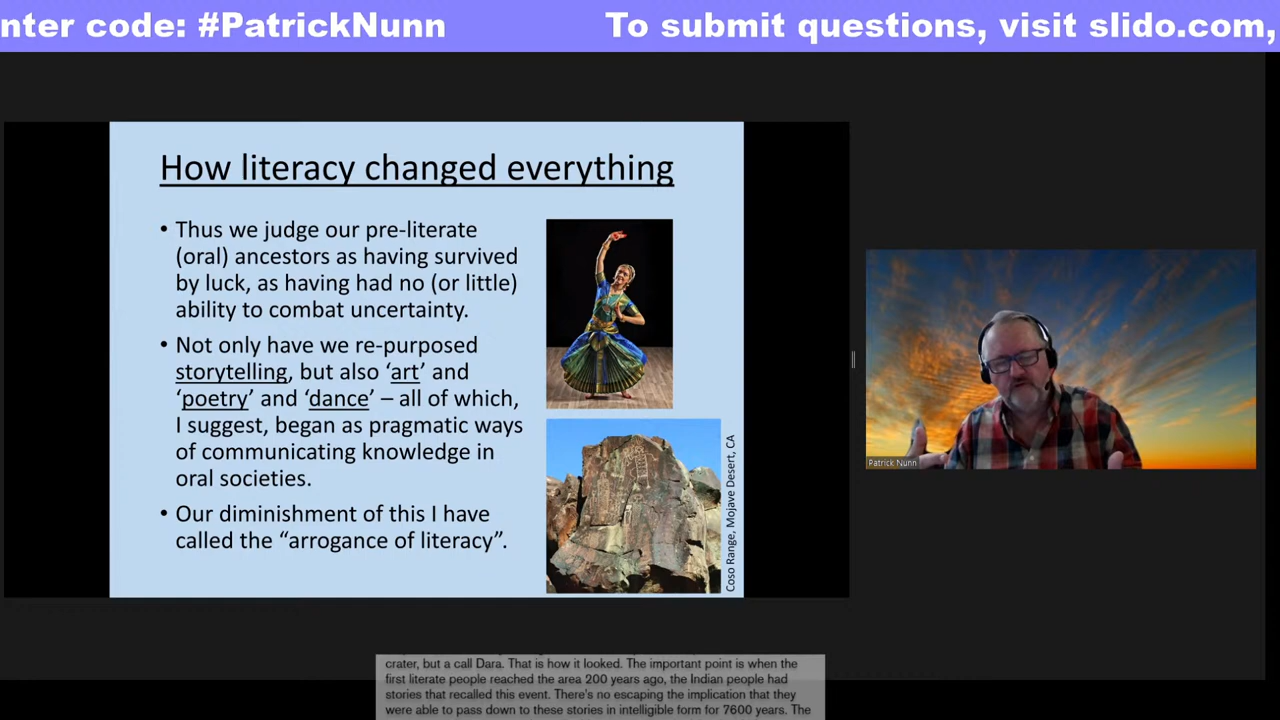 nter code: #PatrickNunn To submit questions, visit slido.com,
How literacy changed everything
• Thus we judge our pre-literate
(oral) ancestors as having survived
by luck, as having had no (or little)
ability to combat uncertainty.
• Not only have we re-purposed
storytelling, but also ‘art’ and
‘poetry’ and ‘dance’ – all of which,
I suggest, began as pragmatic ways
of communicating knowledge in
oral societies.
• Our diminishment of this I have
called the “arrogance of literacy”.
Coso Range, Mojave Desert, CA
Patrick Nunn
crater, but a call Dara. That is how it looked. The important point is when the
first literate people reached the area 200 years ago, the Indian people had
stories that recalled this event. There's no escaping the implication that they
were able to pass down to these stories in intelligible form for 7600 years. The